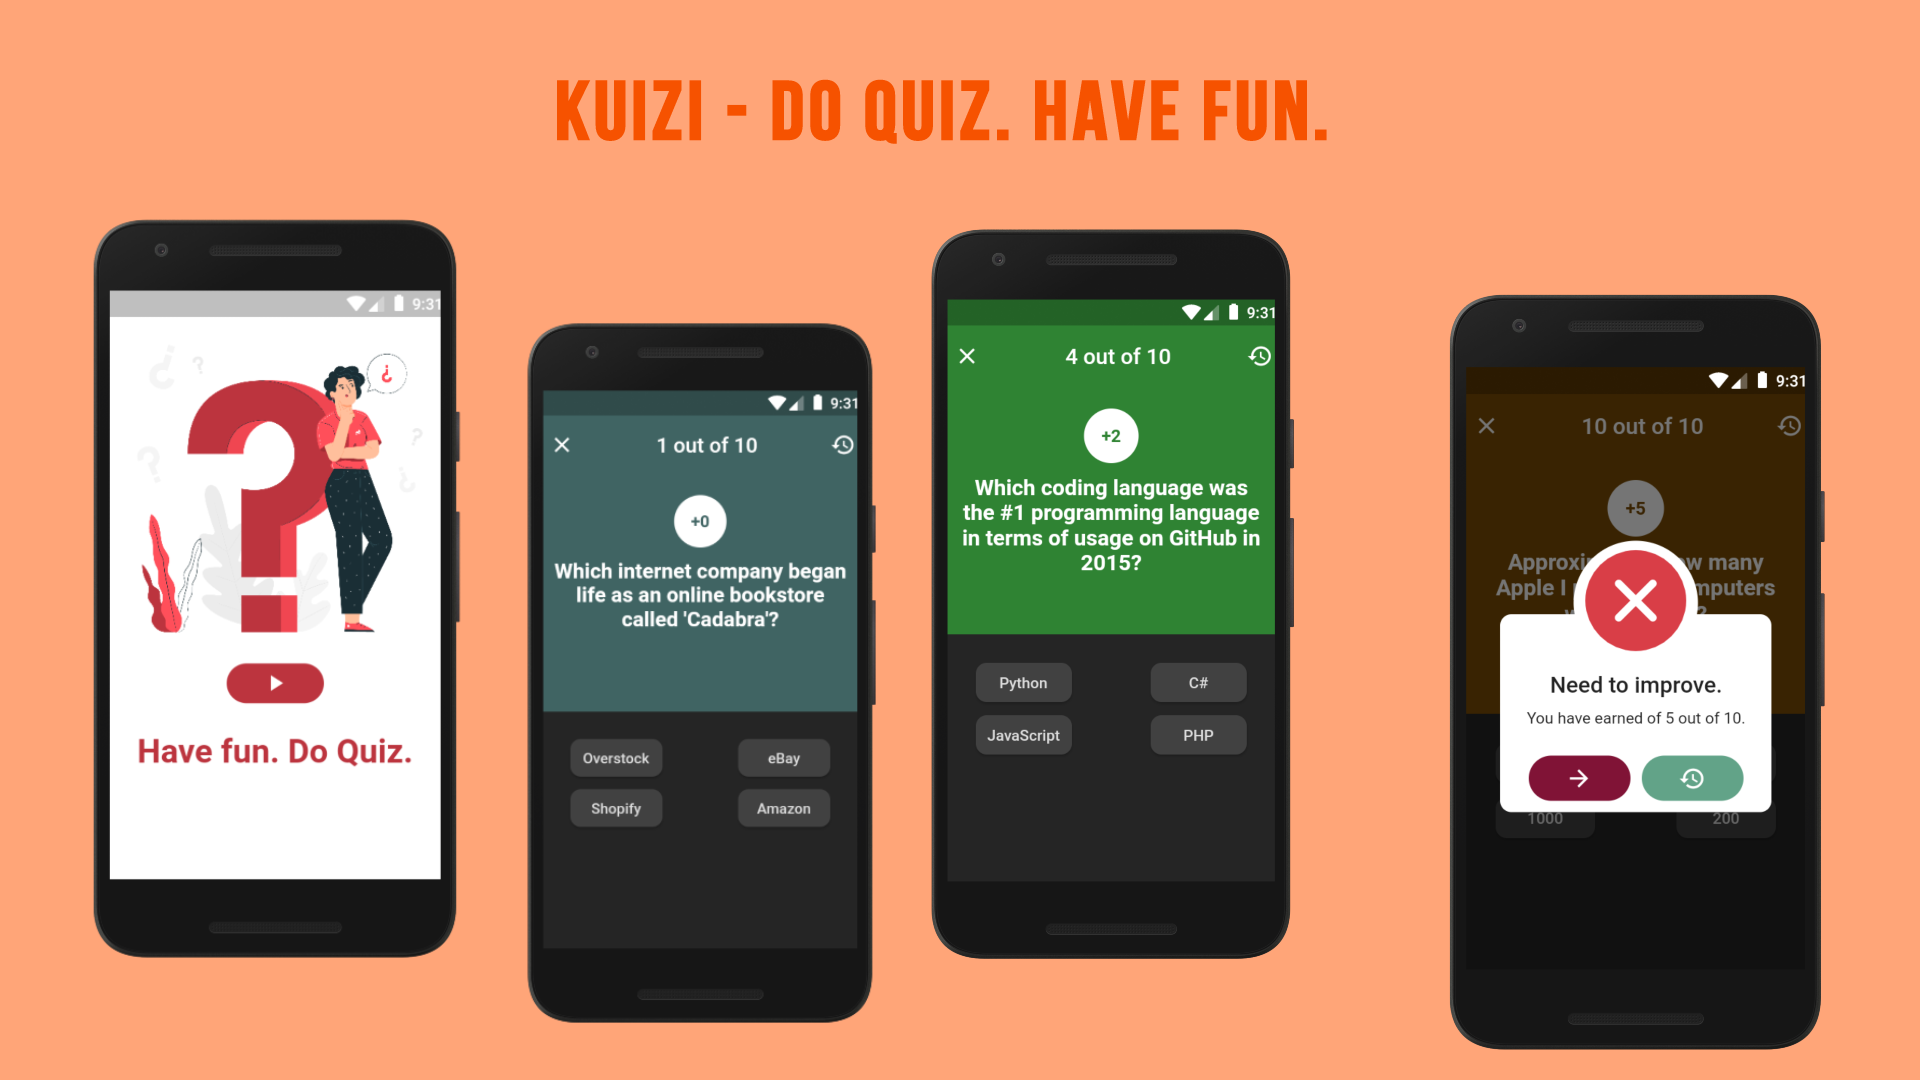 KUIZI - DO QUIZ. HAVE FUN.
9:31
Have fun. Do Quiz.
9:31
1 out of 10
+0
Which internet company began
life as an online bookstore
called 'Cadabra'?
Overstock
eBay
Shopify
Amazon
9:31
4 out of 10
+2
Which coding language was
the #1 programming language
in terms of usage on GitHub in
2015?
Python
C#
JavaScript
PHP
9:31
10 out of 10
+5
many
Apple I
Need to improve.
You have earned of 5 out of 10.
1000
200